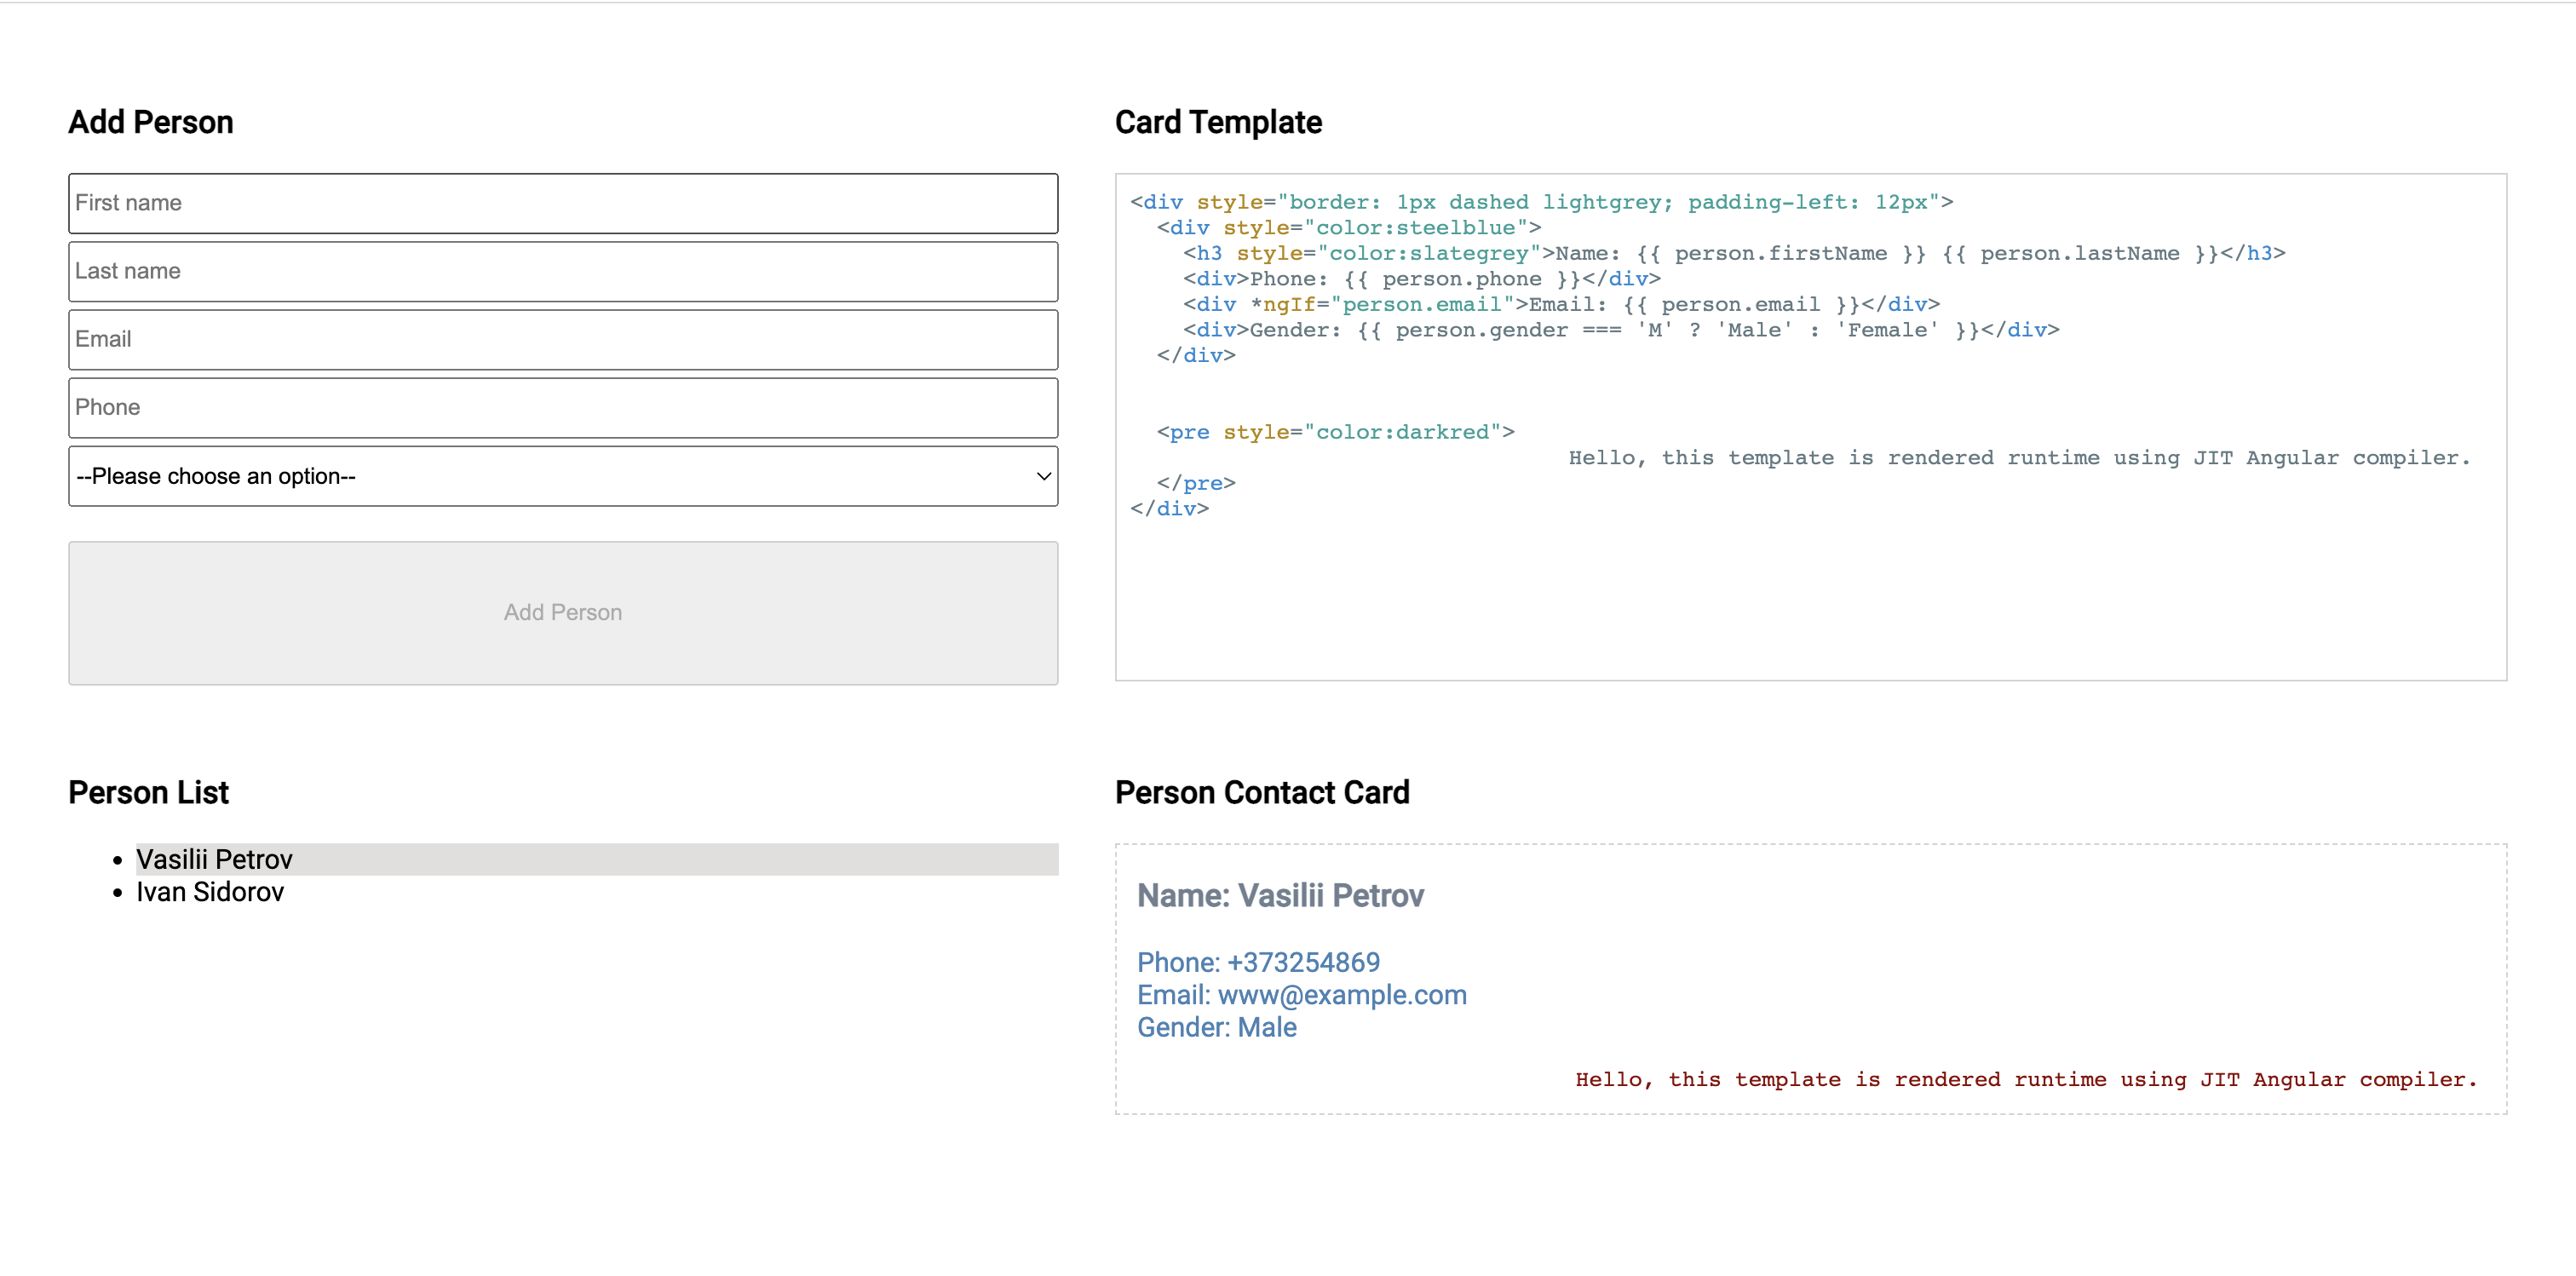 Add Person
First name
Last name
Email
Phone
--Please choose an option--
Add Person
Card Template
<div style="border: 1px dashed lightgrey; padding-left: 12px">
  <div style="color:steelblue">
    <h3 style="color:slategrey">Name: {{ person.firstName }} {{ person.lastName }}</h3>
    <div>Phone: {{ person.phone }}</div>
    <div *ngIf="person.email">Email: {{ person.email }}</div>
    <div>Gender: {{ person.gender === 'M' ? 'Male' : 'Female' }}</div>
  </div>
  <pre style="color:darkred">
                                 Hello, this template is rendered runtime using JIT Angular compiler.
  </pre>
</div>
Person List
Vasilii Petrov
Ivan Sidorov
Person Contact Card
Name: Vasilii Petrov
Phone: +373254869
Email: www@example.com
Gender: Male
Hello, this template is rendered runtime using JIT Angular compiler.